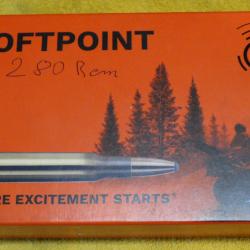 OFTPOINT
280 Rem
RE EXCITEMENT STARTS